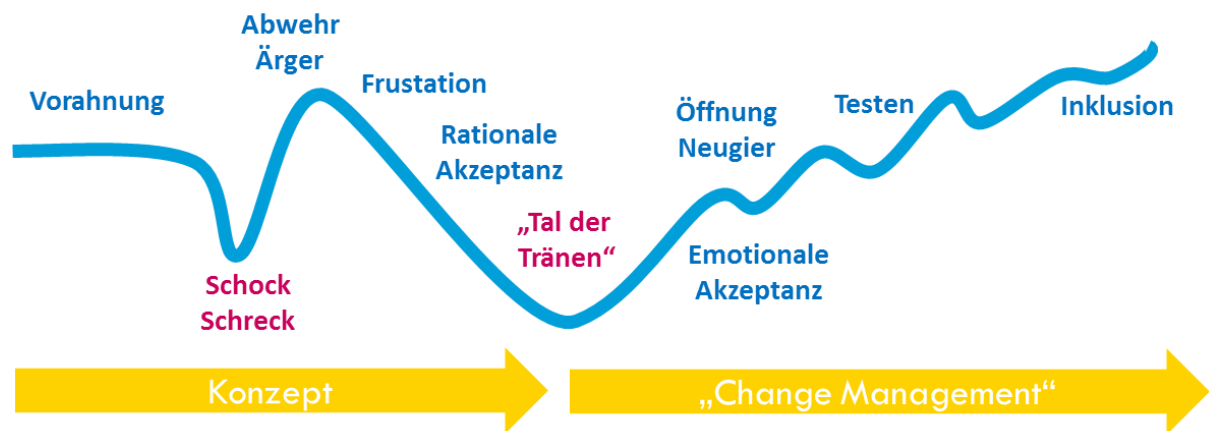 Vorahnung
Schock
Schreck
Abwehr
Ärger
Frustation
Rationale
Akzeptanz
„Tal der
Tränen“
Öffnung
Neugier
Emotionale
Akzeptanz
Testen
Inklusion
Konzept
„Change Management“